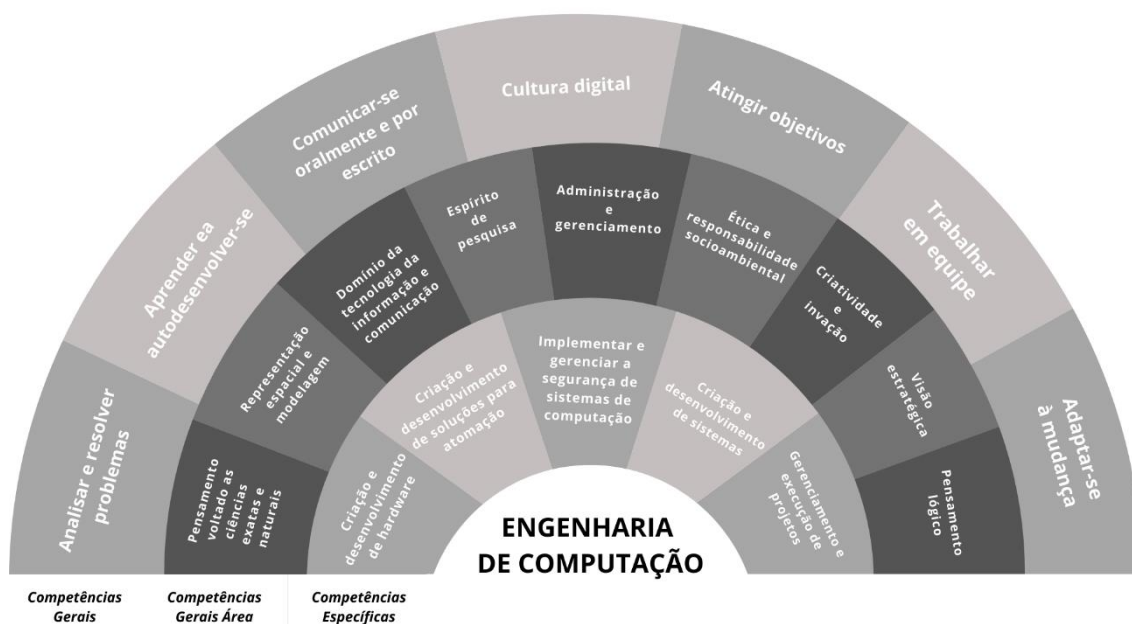 Analisar e resolver
problemas
Aprender ea
autodesenvolver-se
Comunicar-se
oralmente e por
escrito
Cultura digital
Atingir objetivos
Trabalhar
em equipe
Adaptar-se
à mudança
Pensamento
voltado as
ciências
exatas e
naturais
Representação
espacial e
modelagem
Domínio da
tecnologia da
informação e
comunicação
Espírito
de
pesquisa
Administração
e
gerenciamento
Ética e
responsabilidade
socioambiental
Criatividade
e
invação
Visão
estratégica
Pensamento
lógico
Criação e
desenvolvimento
de hardware
Criação e
desenvolvimento
de soluções para
atomação
Implementar e
gerenciar a
segurança de
sistemas de
computação
Criação e
desenvolvimento
de sistemas
Gerenciamento e
execução de
projetos
ENGENHARIA
DE COMPUTAÇÃO
Competências
Gerais
Competências
Gerais Área
Competências
Específicas